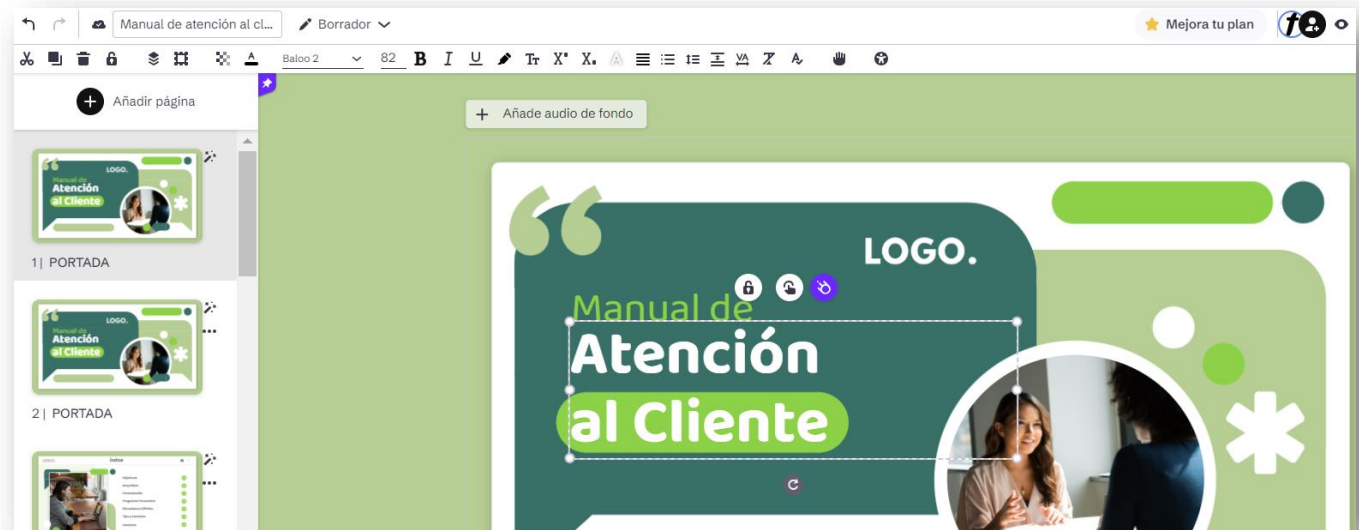 Manual de atención al cl...
Borrador
Mejora tu plan
Baloo 2
82
B I U Tr X X A
VA
Añadir página
Añade audio de fondo
LOGO.
Manual de
Atención
al Cliente
1| PORTADA
LOGO.
Manual de
Atención
al Cliente
2| PORTADA
LOGO.
Manual de
Atención
al Cliente